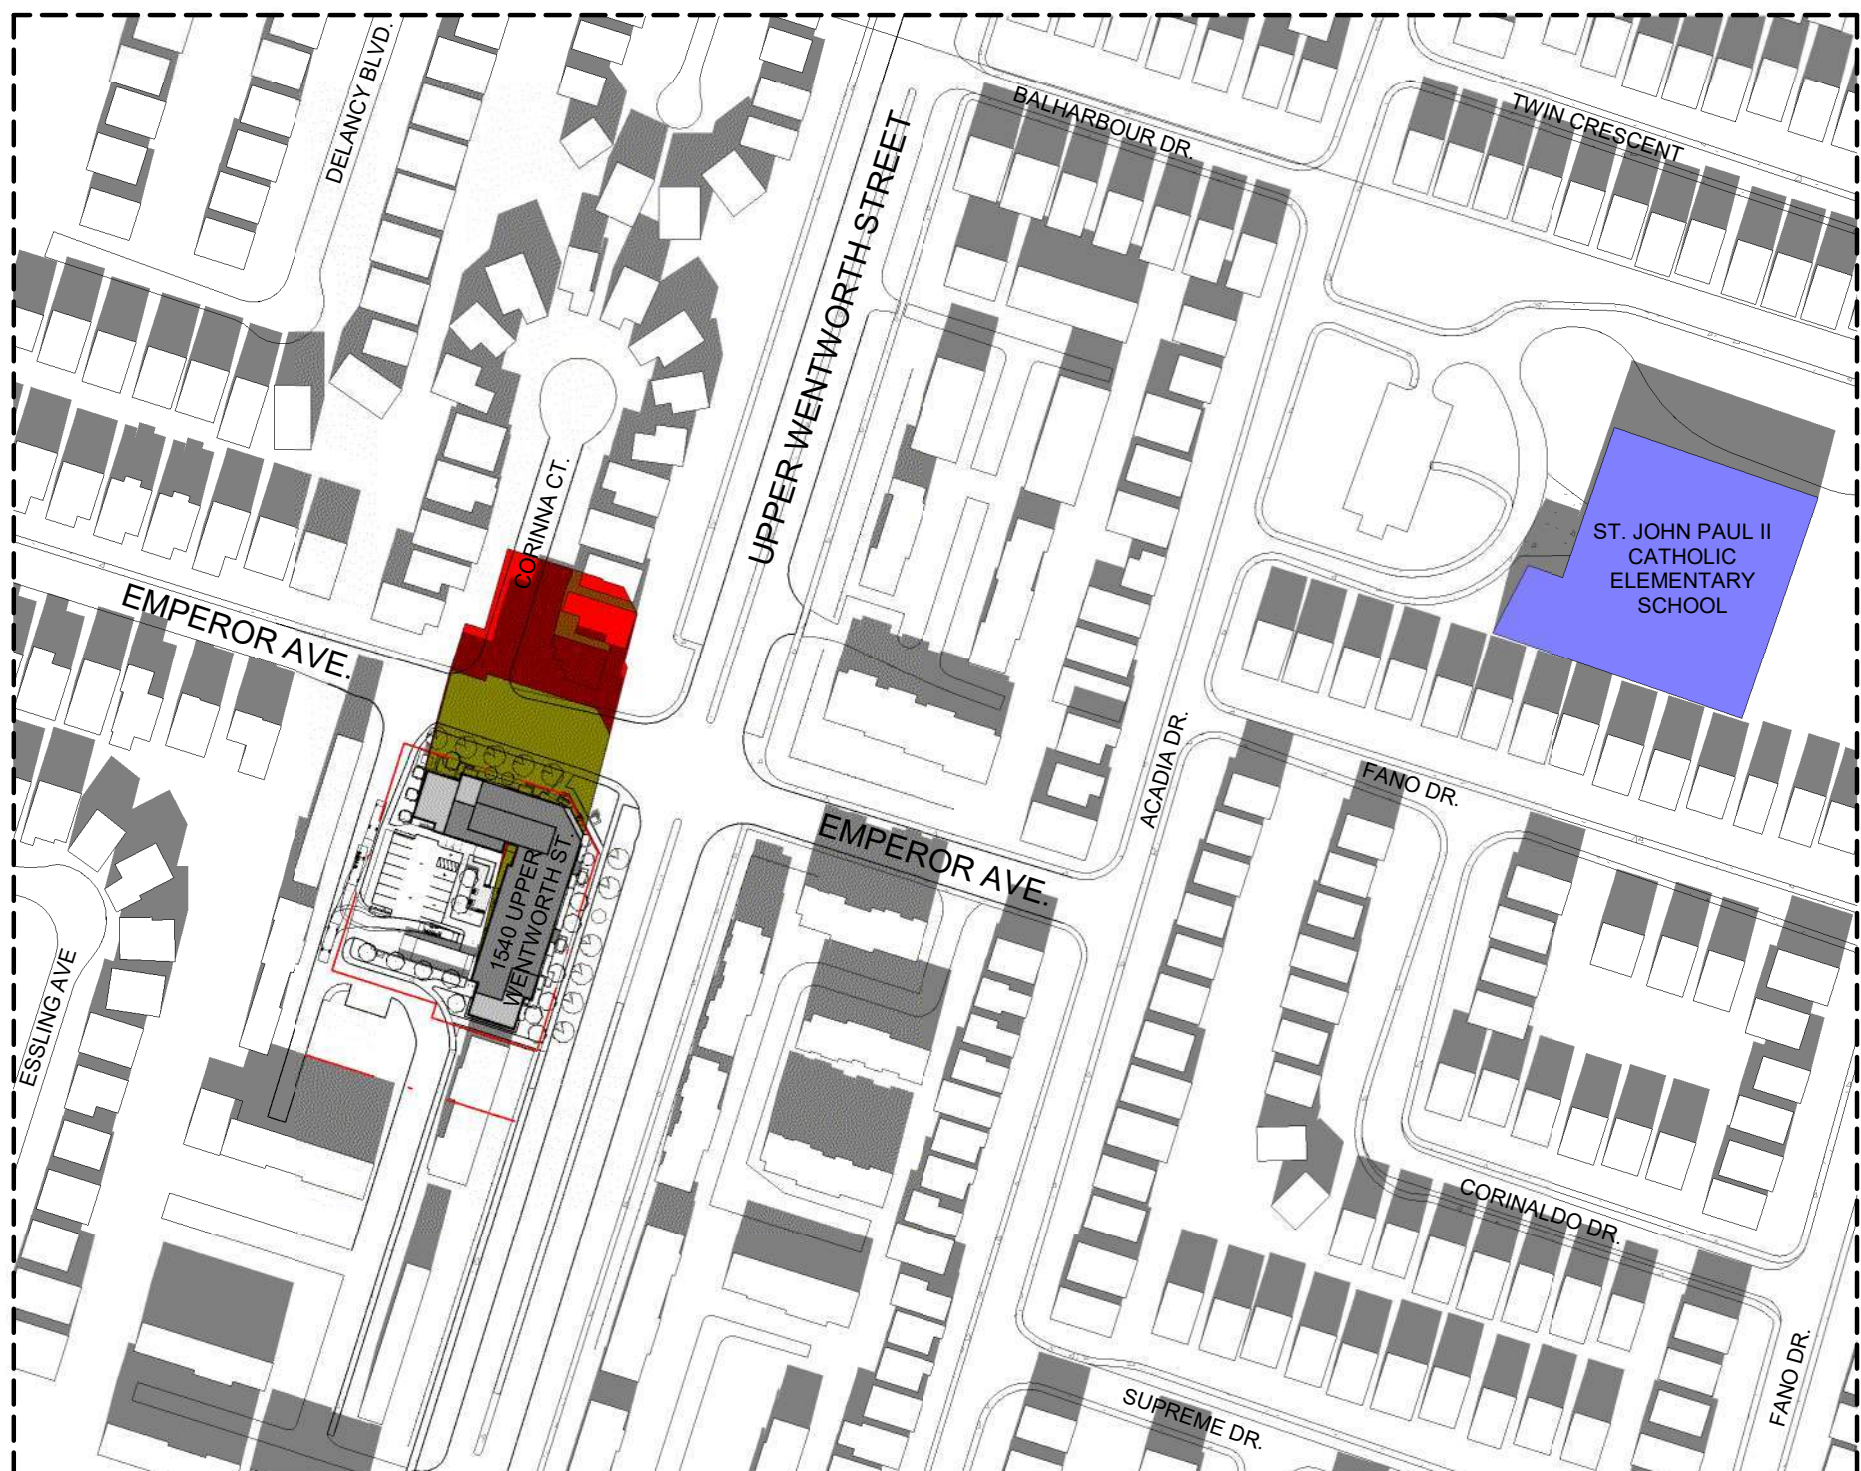 DELANCY BLVD.
BALHARBOUR DR.
TWIN CRESCENT
UPPER WENTWORTH STREET
CORINNA CT.
ST. JOHN PAUL II
CATHOLIC
ELEMENTARY
SCHOOL
EMPEROR AVE.
ACADIA DR.
FANO DR.
EMPEROR AVE.
1540 UPPER
WENTWORTH ST.
ESSLING AVE
CORINALDO DR.
FANO DR.
SUPREME DR.